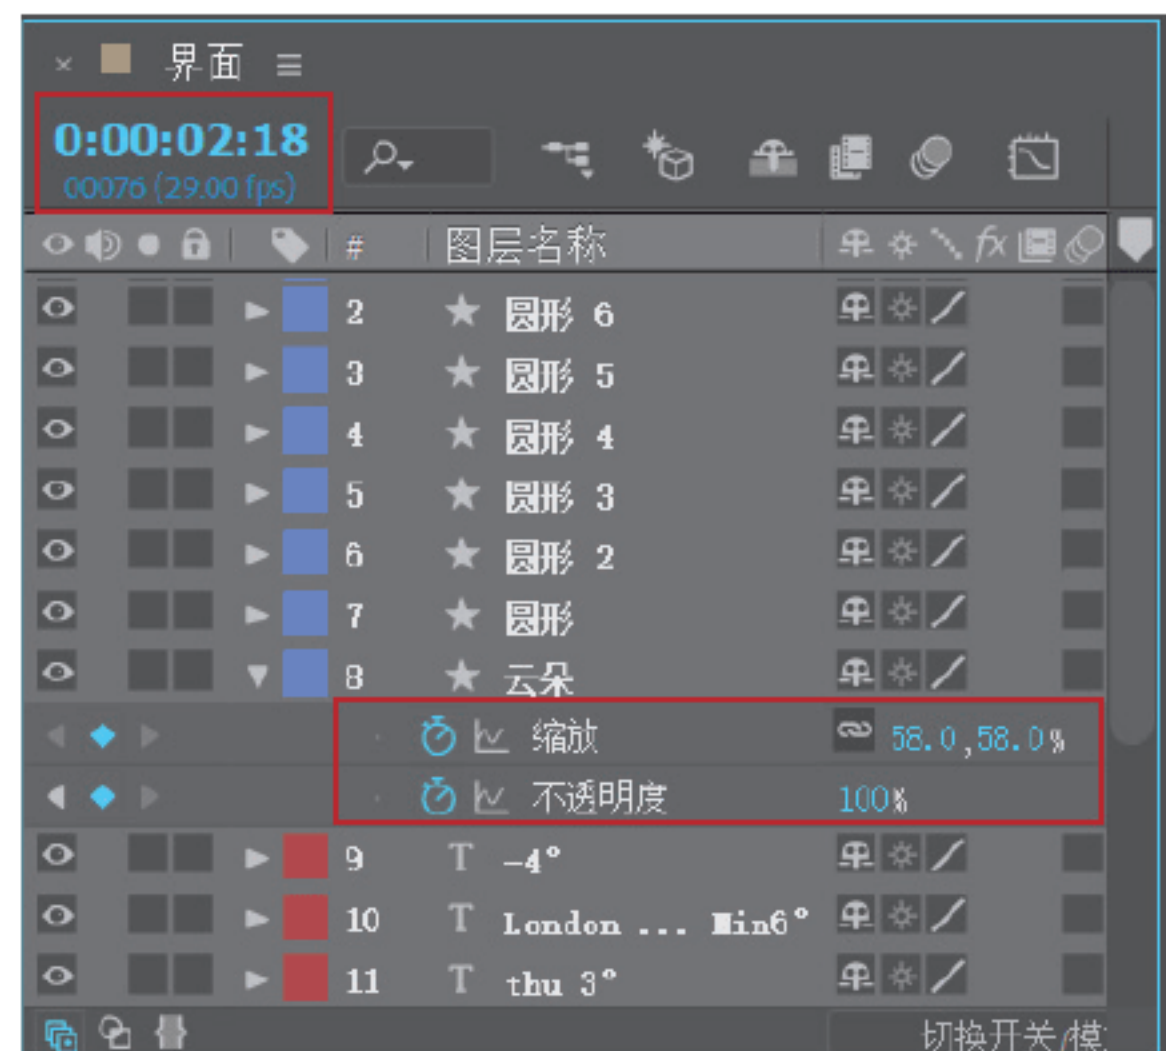 界面
0:00:02:18
00076 (29.00 fps)
# 图层名称 fx
2 圆形 6
3 圆形 5
4 圆形 4
5 圆形 3
6 圆形 2
7 圆形
8 云朵
缩放 58.0,58.0%
不透明度 100%
9 T -4°
10 T London ... Min6°
11 T thu 3°
切换开关/模